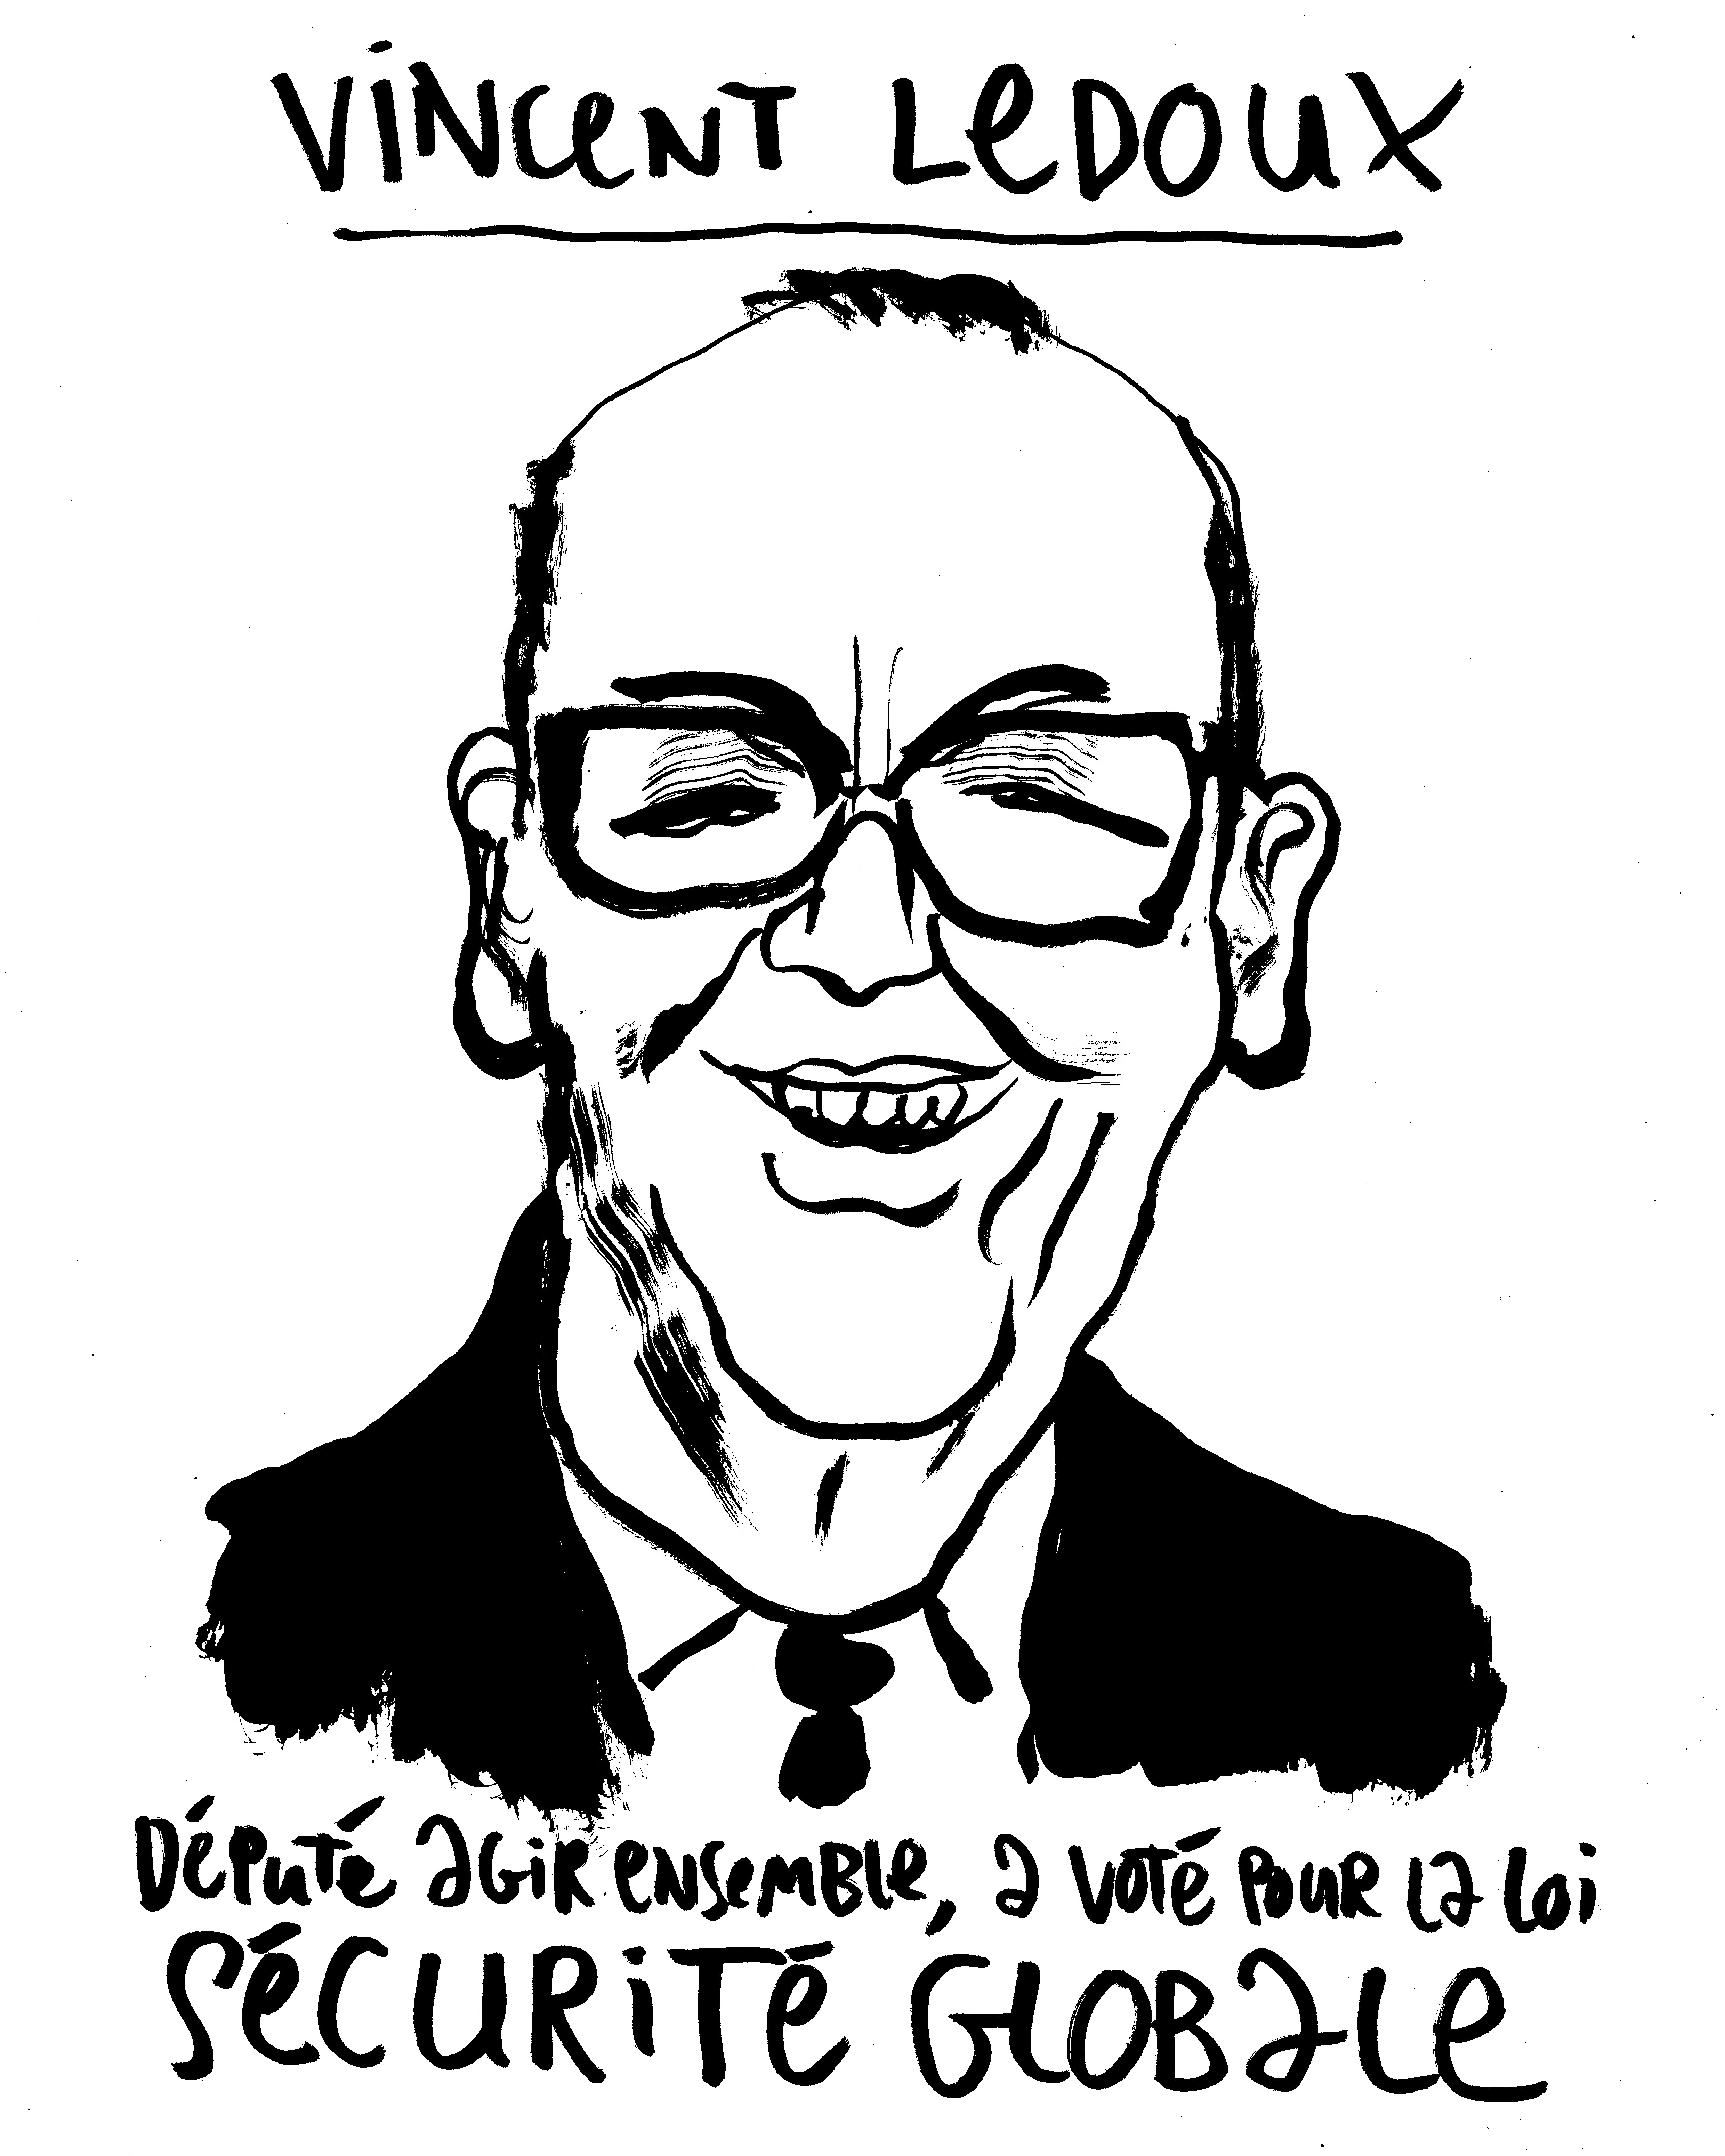 VINCENT LEDOUX
DÉPUTÉ AGIR ENSEMBLE, A VOTÉ POUR LA LOI
SÉCURITÉ GLOBALE